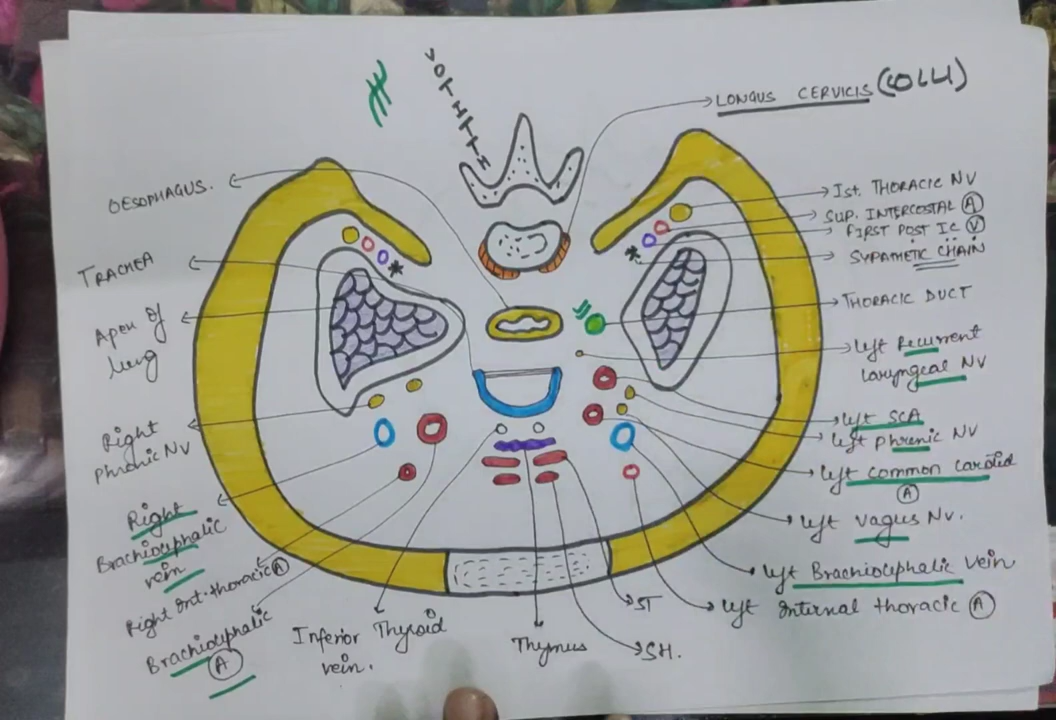 VOTTHTTM
LONGUS CERVICIS (COLLI)
OESOPHAGUS.
TRACHEA
Apex of
lung
Right
Phrenic NV
Right
Brachiocephalic
vein
Right Int. thoracic (A)
Brachiocephalic
(A)
Inferior Thyroid
vein.
Thymus
SH.
ST
Ist. THORACIC NV
SUP. INTERCOSTAL (A)
FIRST POST IC (V)
SYPAMETIC CHAIN
THORACIC DUCT
left Recurrent
laryngeal NV
left SCA
left phrenic NV
left common carotid
(A)
left vagus Nv.
left Brachiocephalic vein
left Internal thoracic (A)